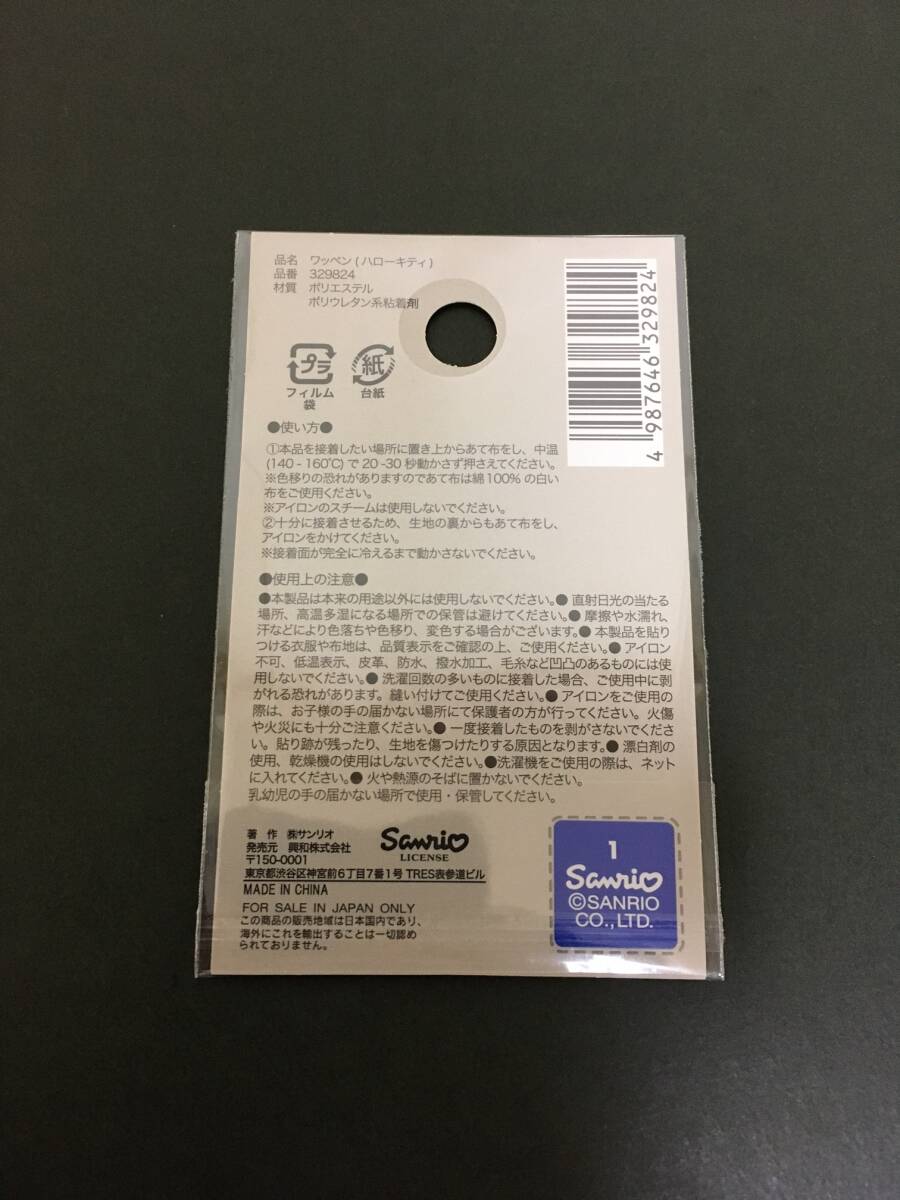 品名 ワッペン(ハローキティ)
品番 329824
材質 ポリエステル
ポリウレタン系粘着剤
プラ
フィルム
袋
紙
台紙
4 987646 329824
●使い方●
①本品を接着したい場所に置き上からあて布をし、中温
(140-160℃)で20-30秒動かさず押さえてください。
※色移りの恐れがありますのであて布は綿100%の白い
布をご使用ください。
※アイロンのスチームは使用しないでください。
②十分に接着させるため、生地の裏からもあて布をし、
アイロンをかけてください。
※接着面が完全に冷えるまで動かさないでください。
●使用上の注意●
●本製品は本来の用途以外には使用しないでください。● 直射日光の当たる
場所、高温多湿になる場所での保管は避けてください。● 摩擦や水濡れ、
汗などにより色落ちや色移り、変色する場合がございます。● 本製品を貼り
つける衣服や布地は、品質表示をご確認の上、ご使用ください。● アイロン
不可、低温表示、皮革、防水、撥水加工、毛糸など凹凸のあるものには使
用しないでください。● 洗濯回数の多いものに接着した場合、ご使用中に剥
がれる恐れがあります。縫い付けてご使用ください。● アイロンをご使用の
際は、お子様の手の届かない場所にて保護者の方が行ってください。火傷
や火災にも十分ご注意ください。● 一度接着したものを剥がさないでくださ
い。貼り跡が残ったり、生地を傷つけたりする原因となります。● 漂白剤の
使用、乾燥機の使用はしないでください。●洗濯機をご使用の際は、ネット
に入れてください。● 火や熱源のそばに置かないでください。
乳幼児の手の届かない場所で使用・保管してください。
著 作 ㈱サンリオ
発売元 興和株式会社
〒150-0001
東京都渋谷区神宮前6丁目7番1号 TRES表参道ビル
MADE IN CHINA
FOR SALE IN JAPAN ONLY
この商品の販売地域は日本国内であり、
海外にこれを輸出することは一切認め
られておりません。
Sanrio
LICENSE
1
Sanrio
©SANRIO
CO.,LTD.